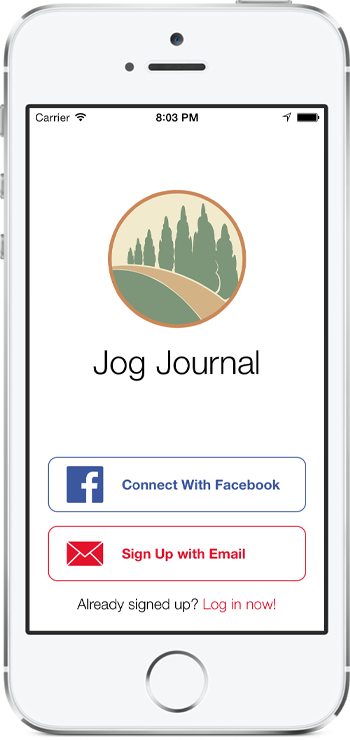 Carrier 8:03 PM
Jog Journal
Connect With Facebook
Sign Up with Email
Already signed up? Log in now!